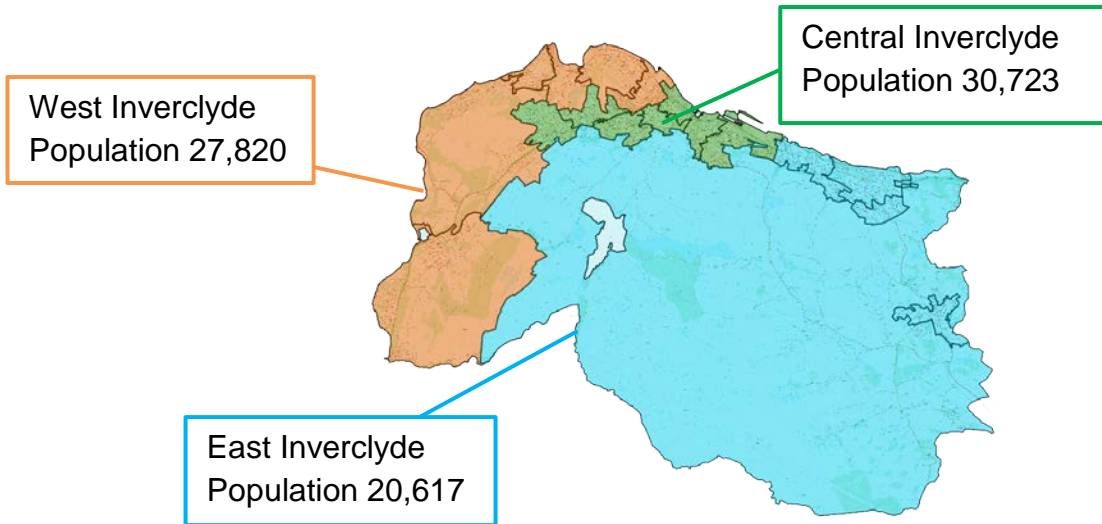 Central Inverclyde
Population 30,723
West Inverclyde
Population 27,820
East Inverclyde
Population 20,617